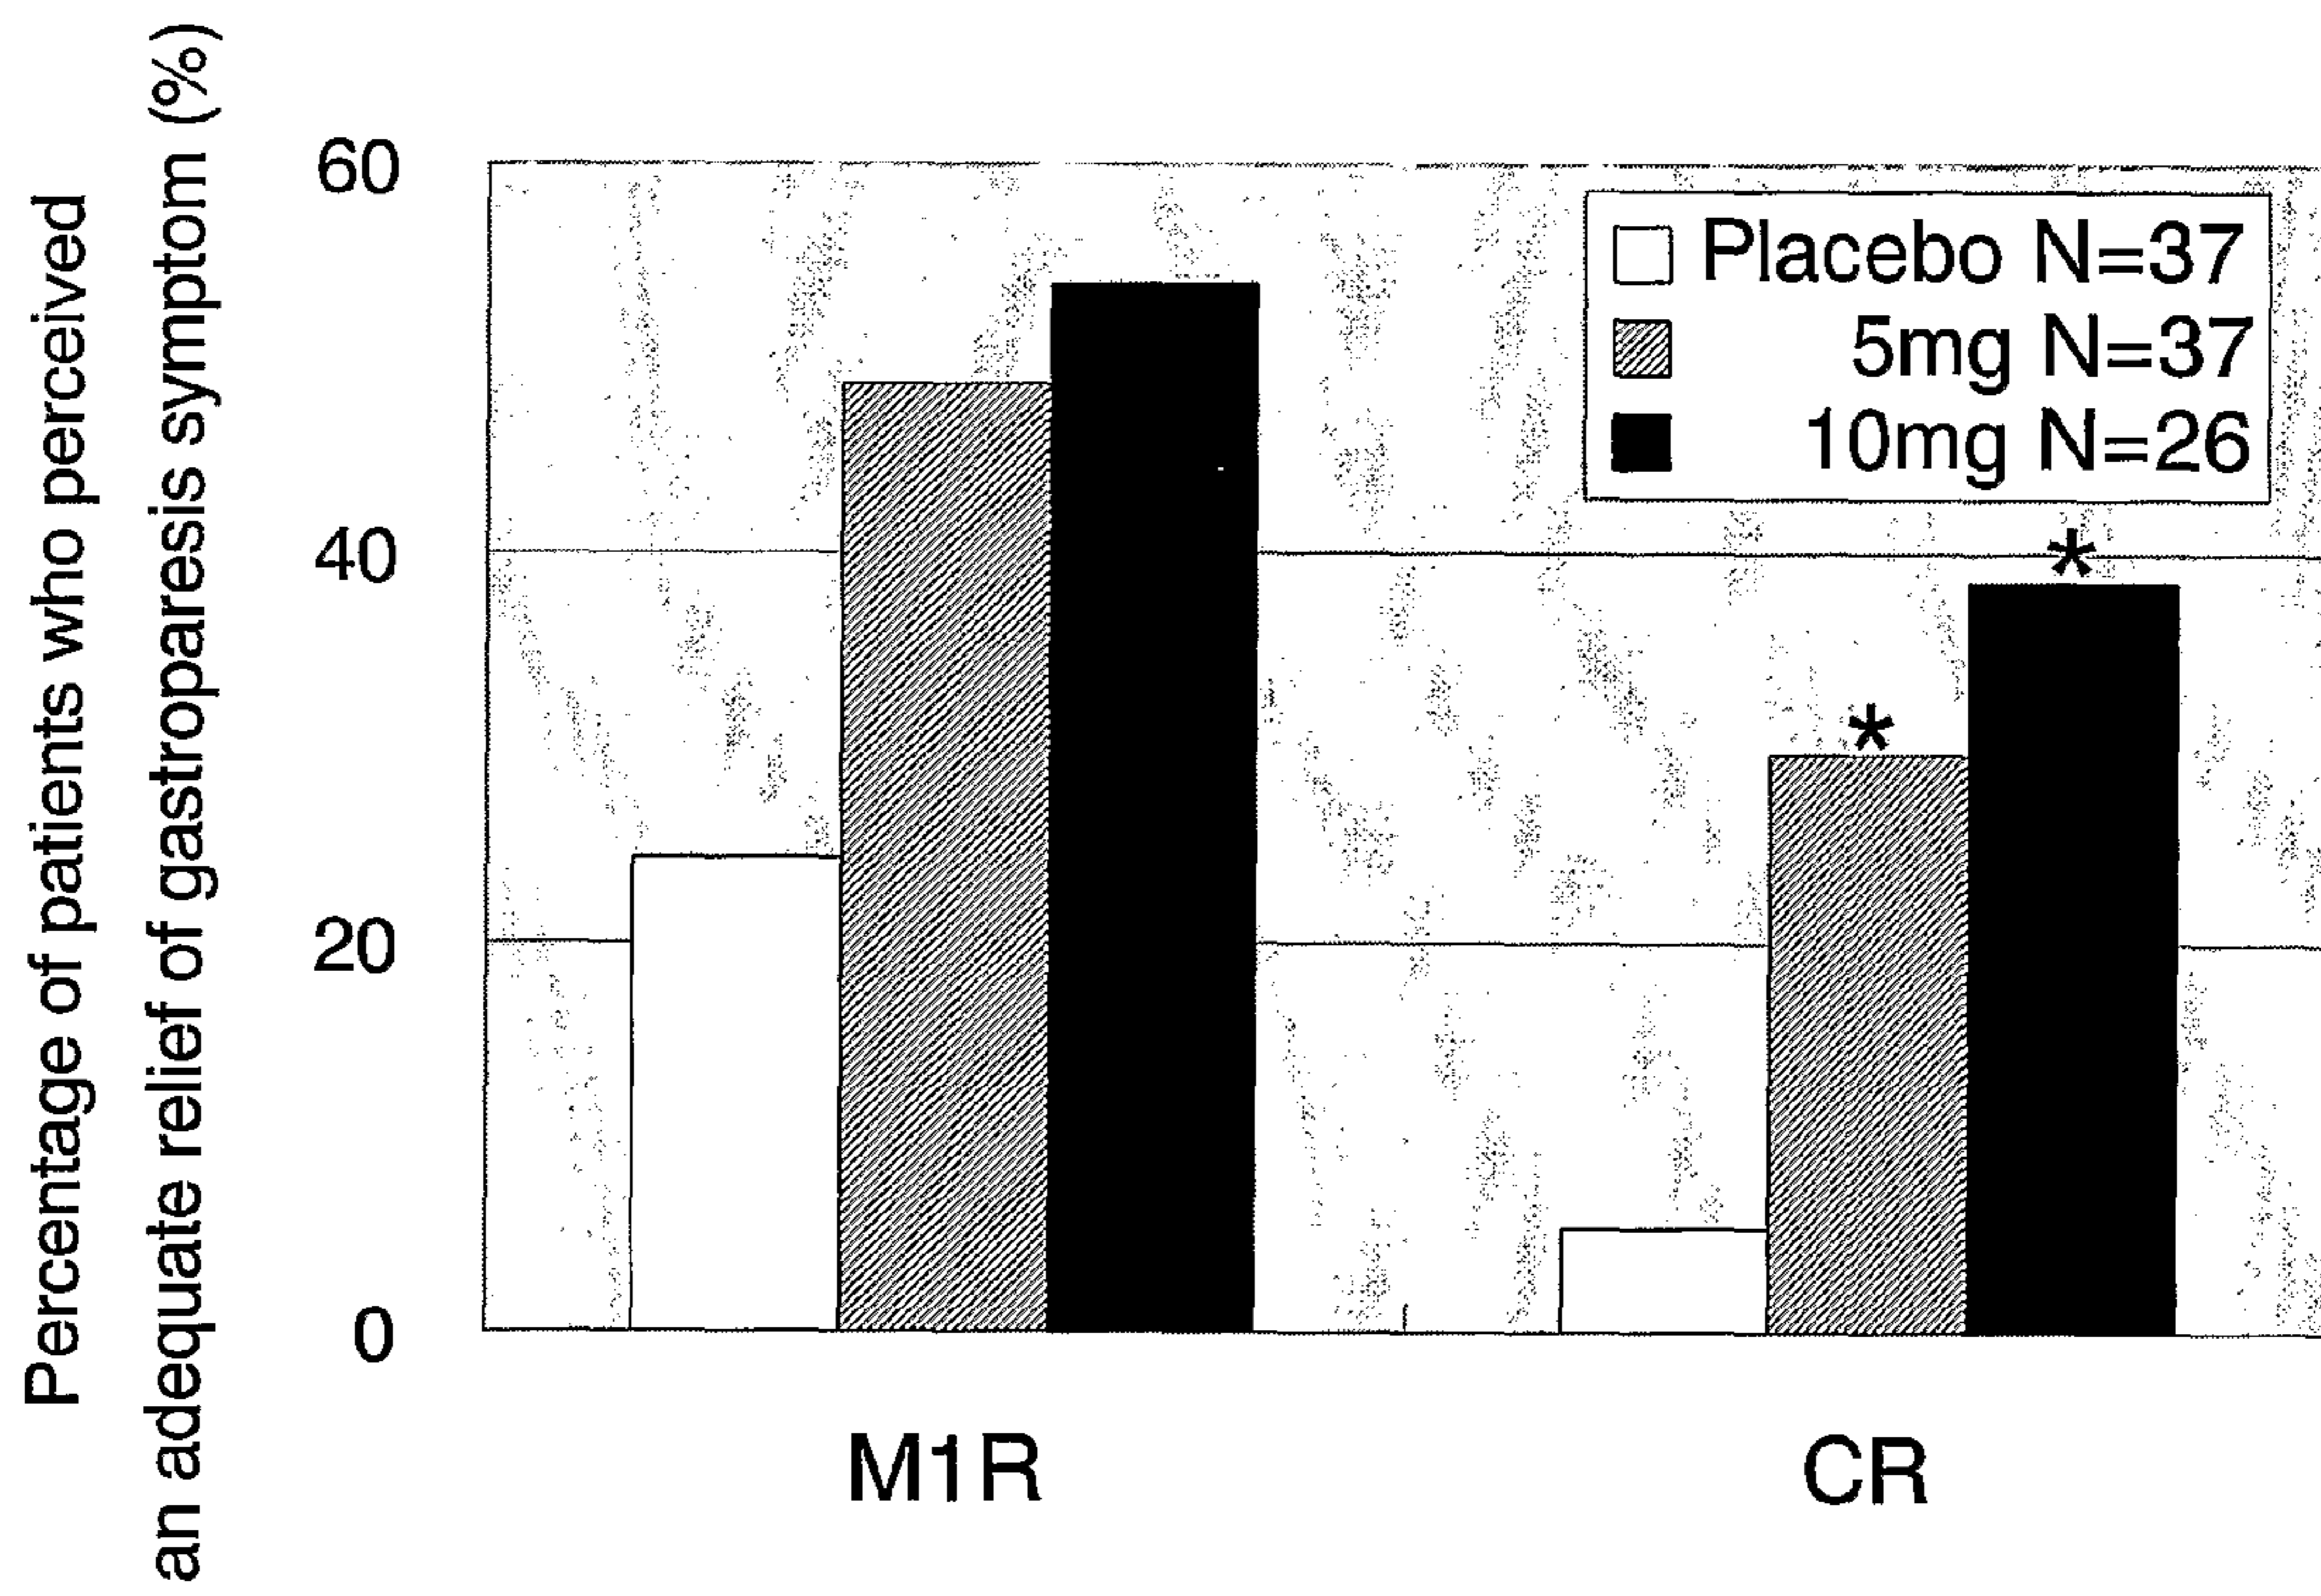 Percentage of patients who perceived
an adequate relief of gastroparesis symptom (%)
60
40
20
0
Placebo N=37
5mg N=37
10mg N=26
*
*
M1R
CR